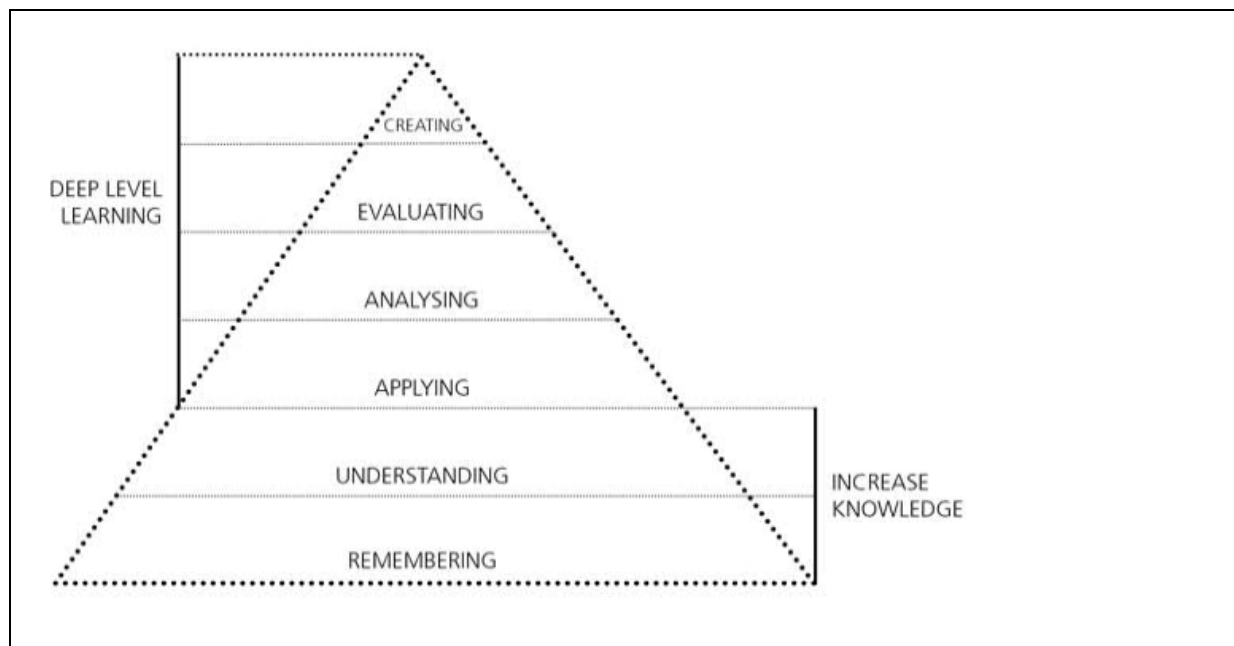 CREATING
DEEP LEVEL
LEARNING
EVALUATING
ANALYSING
APPLYING
UNDERSTANDING
INCREASE
KNOWLEDGE
REMEMBERING